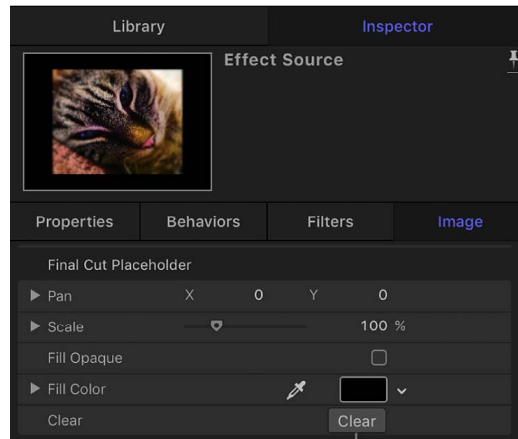 Library Inspector
Effect Source
Properties Behaviors Filters Image
Final Cut Placeholder
Pan X 0 Y 0
Scale 100 %
Fill Opaque
Fill Color
Clear Clear